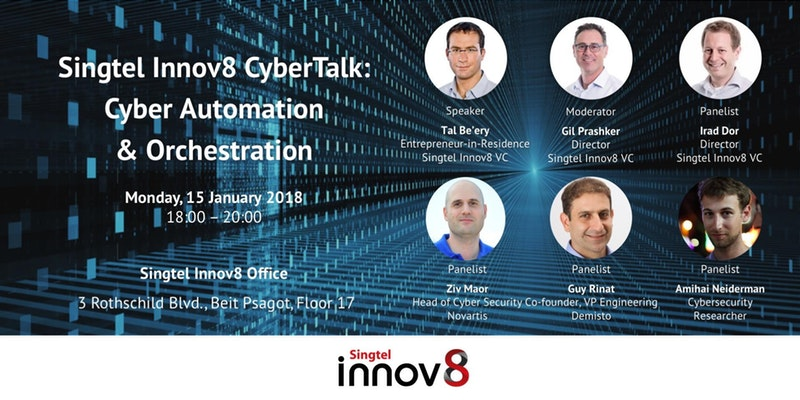 Singtel Innov8 CyberTalk:
Cyber Automation
& Orchestration
Monday, 15 January 2018
18:00 – 20:00
Singtel Innov8 Office
3 Rothschild Blvd., Beit Psagot, Floor 17
Speaker
Tal Be'ery
Entrepreneur-in-Residence
Singtel Innov8 VC
Moderator
Gil Prashker
Director
Singtel Innov8 VC
Panelist
Irad Dor
Director
Singtel Innov8 VC
Panelist
Ziv Maor
Head of Cyber Security
Novartis
Panelist
Guy Rinat
Co-founder, VP Engineering
Demisto
Panelist
Amihai Neiderman
Cybersecurity
Researcher
Singtel
innov8